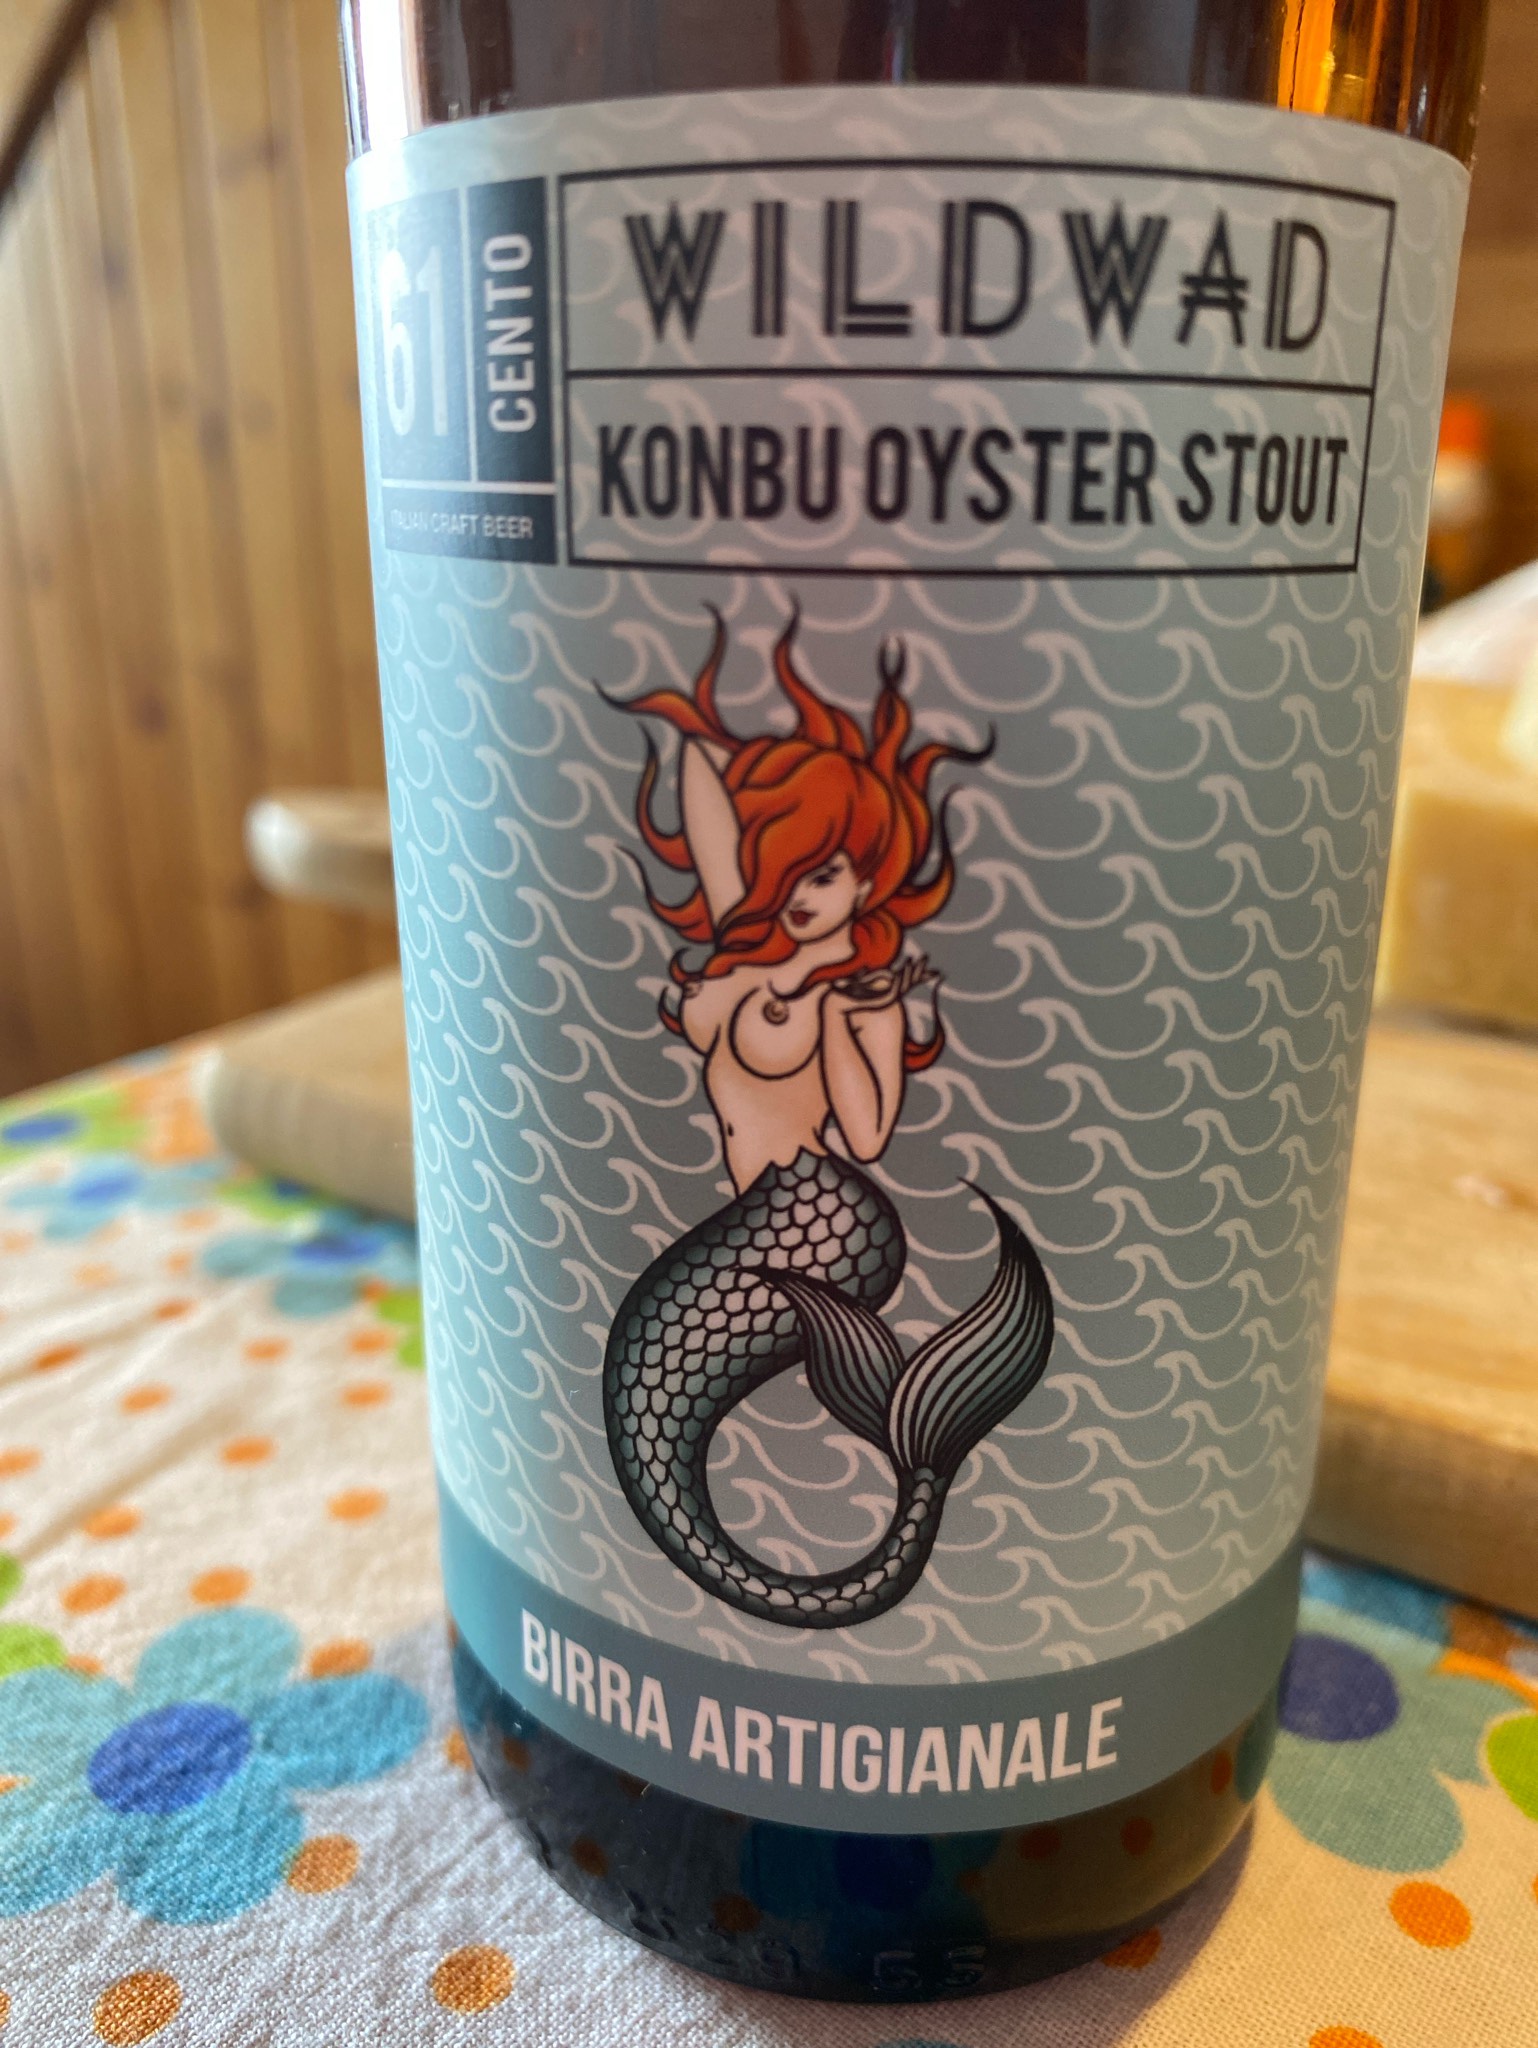 61
CENTO
ITALIAN CRAFT BEER
WILDWAD
KONBU OYSTER STOUT
BIRRA ARTIGIANALE